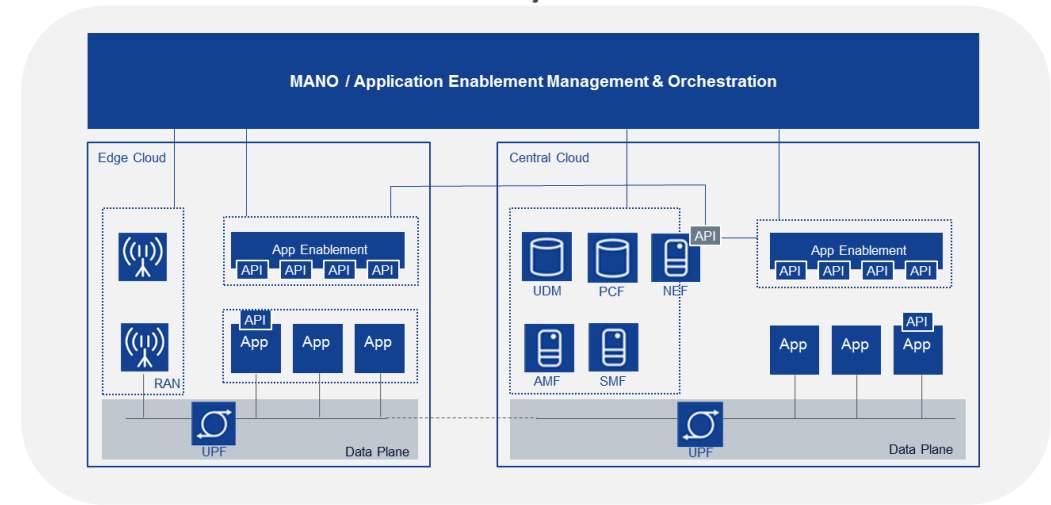 MANO / Application Enablement Management & Orchestration
Edge Cloud
App Enablement
API API API API
API
App App App
RAN
UPF
Data Plane
Central Cloud
API
UDM PCF NEF
App Enablement
API API API API
AMF SMF
API
App App App
UPF
Data Plane